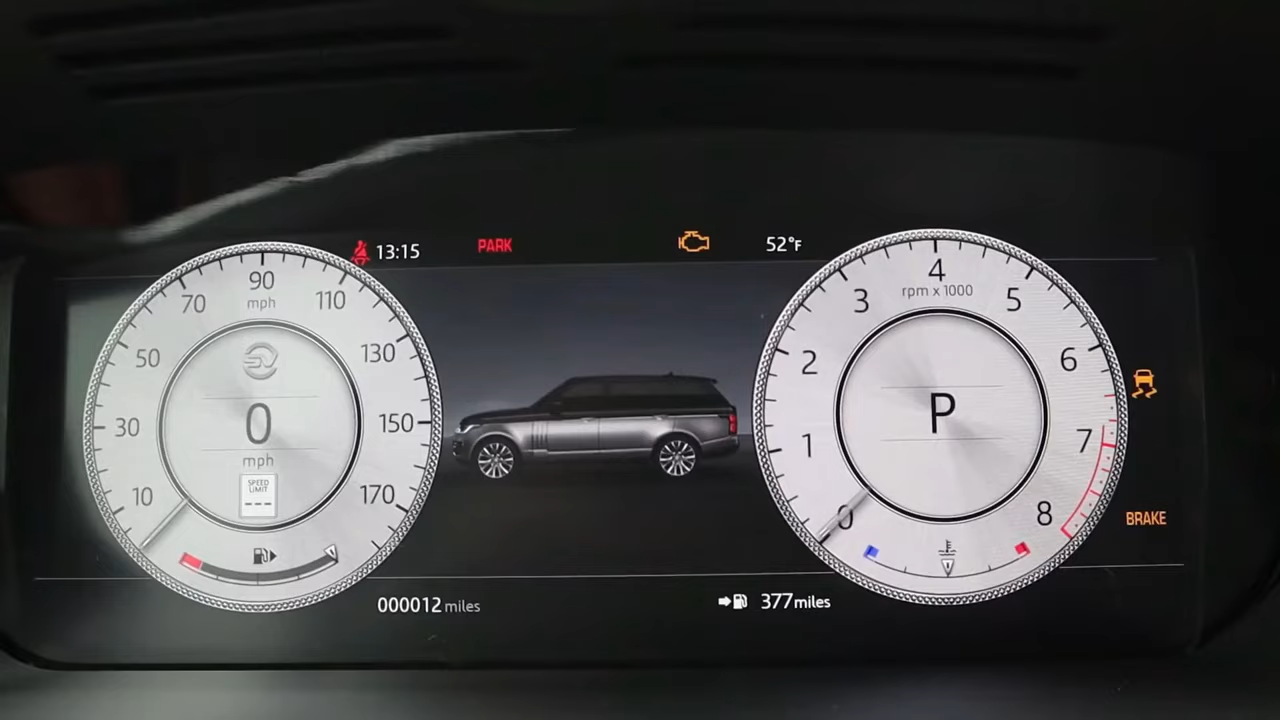 13:15
PARK
52°F
90
mph
70
110
50
130
30
150
10
170
SV
0
mph
SPEED
LIMIT
---
4
rpm x 1000
3
5
2
6
1
7
0
8
P
BRAKE
000012 miles
377 miles